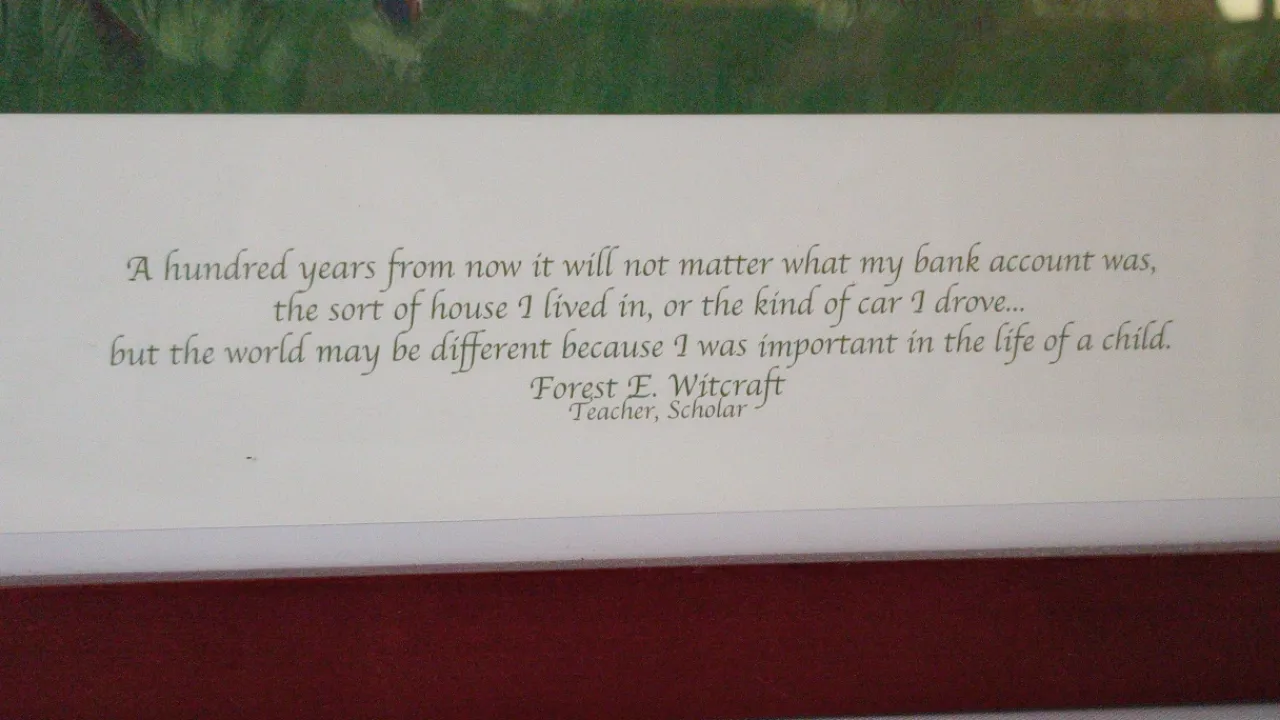 A hundred years from now it will not matter what my bank account was,
the sort of house I lived in, or the kind of car I drove...
but the world may be different because I was important in the life of a child.
Forest E. Witcraft
Teacher, Scholar